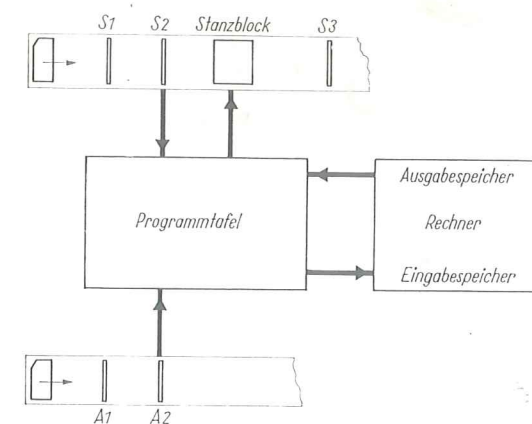 S1 S2 Stanzblock S3
Ausgabespeicher
Programmtafel Rechner
Eingabespeicher
A1 A2